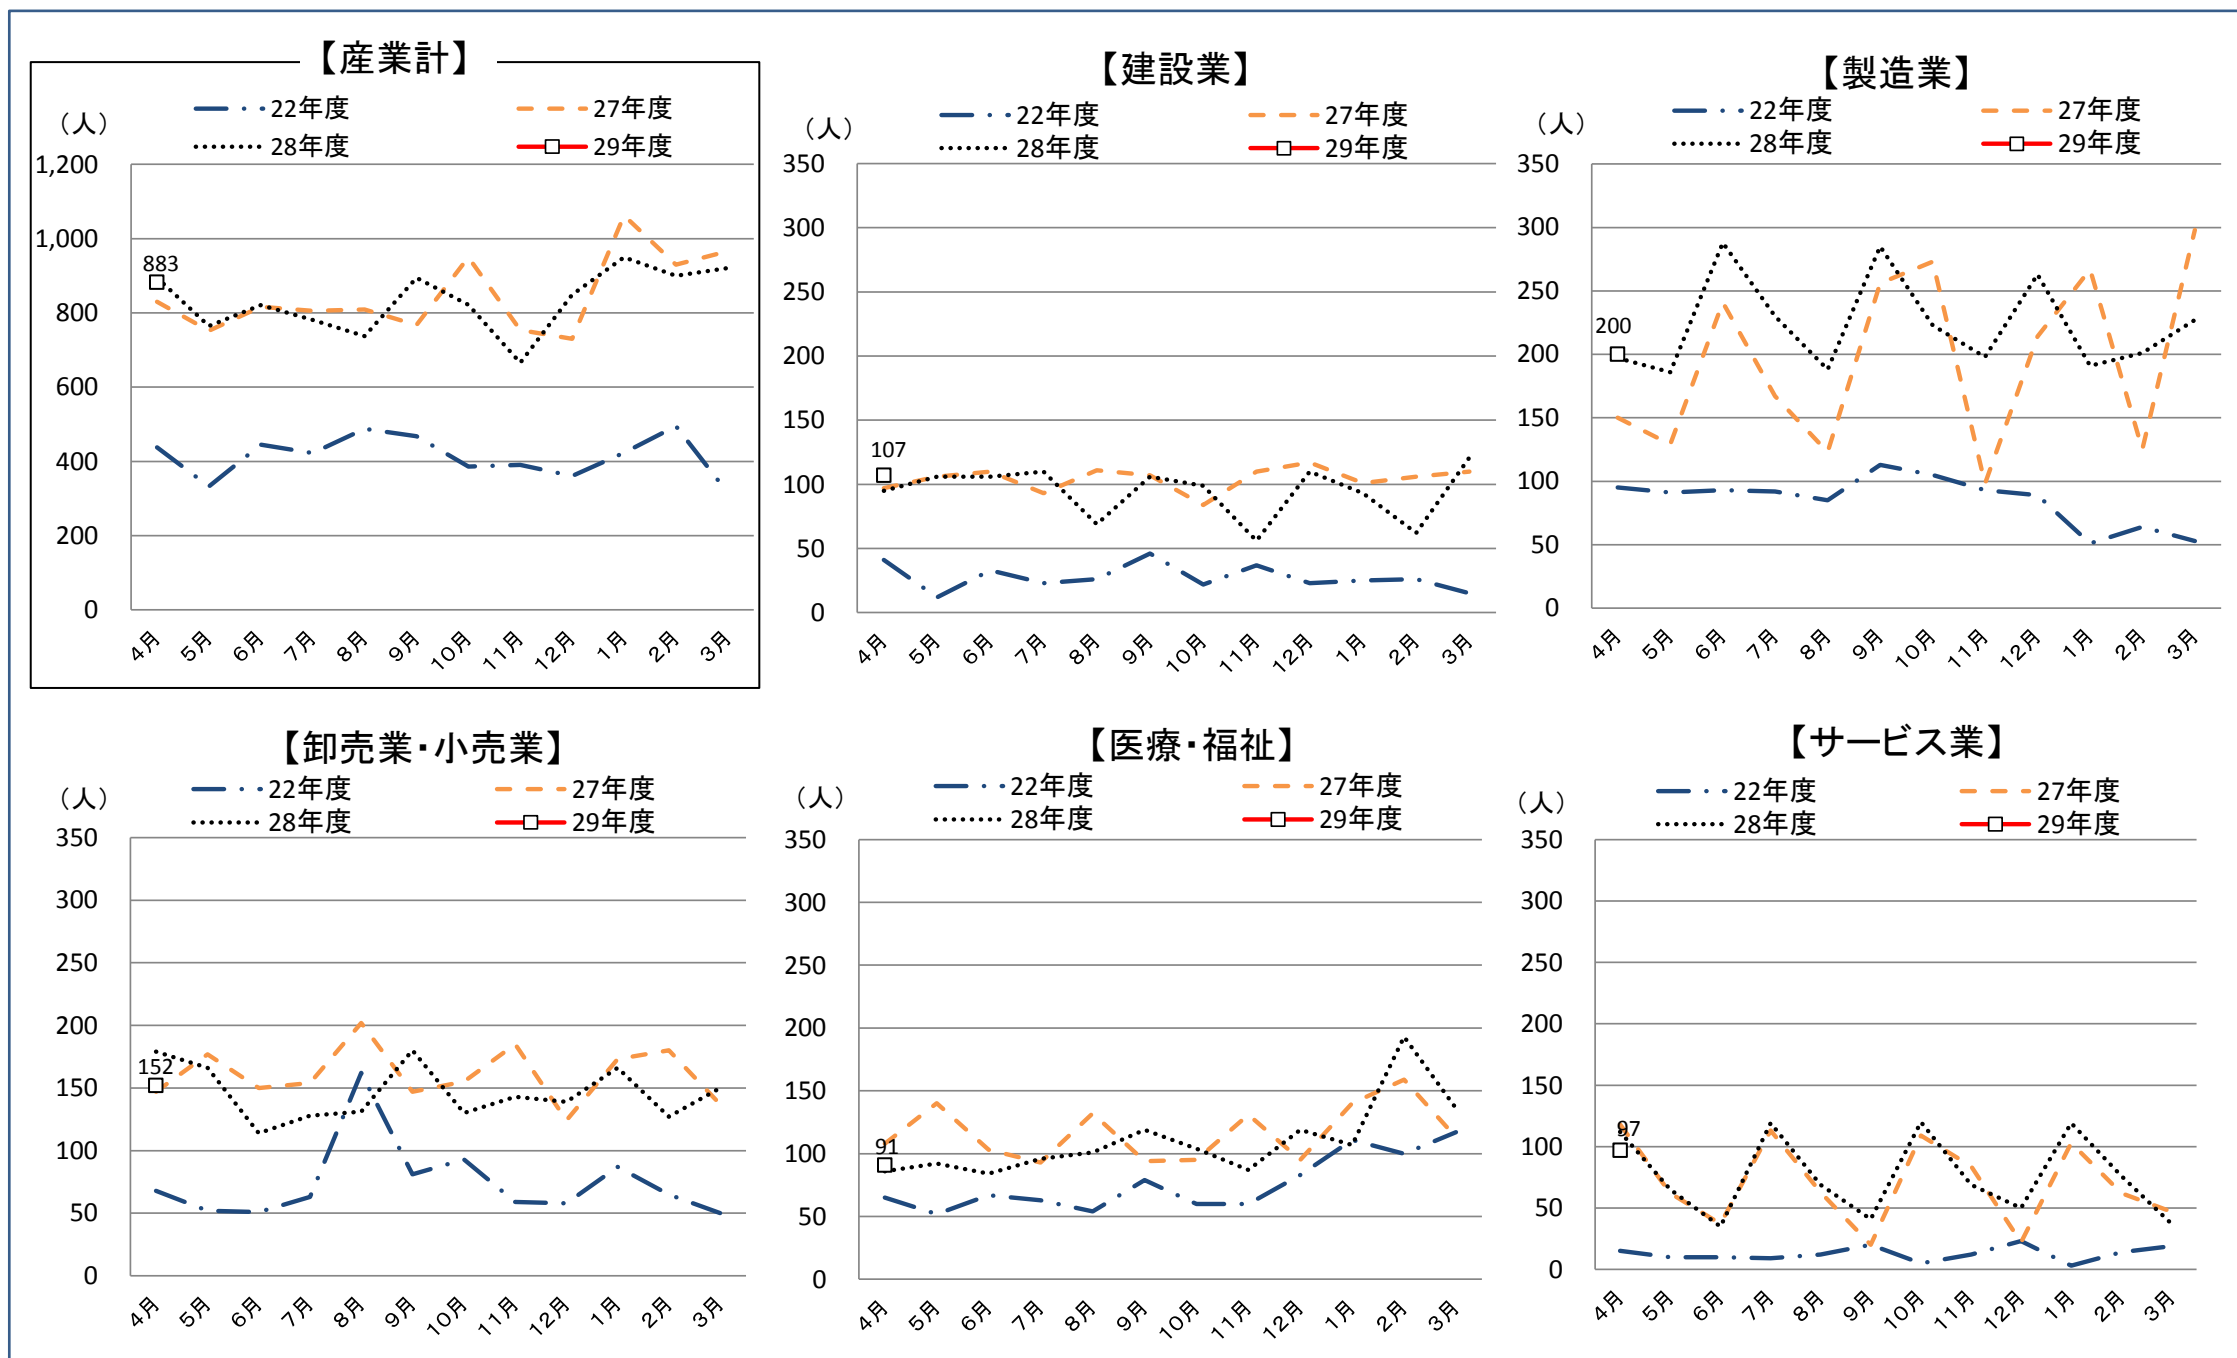 【産業計】
22年度
27年度
28年度
29年度
（人）
1,200
1,000
800
600
400
200
0
883
4月
5月
6月
7月
8月
9月
10月
11月
12月
1月
2月
3月
【建設業】
22年度
27年度
28年度
29年度
（人）
350
300
250
200
150
100
50
0
107
4月
5月
6月
7月
8月
9月
10月
11月
12月
1月
2月
3月
【製造業】
22年度
27年度
28年度
29年度
（人）
350
300
250
200
150
100
50
0
200
4月
5月
6月
7月
8月
9月
10月
11月
12月
1月
2月
3月
【卸売業・小売業】
22年度
27年度
28年度
29年度
（人）
350
300
250
200
150
100
50
0
152
4月
5月
6月
7月
8月
9月
10月
11月
12月
1月
2月
3月
【医療・福祉】
22年度
27年度
28年度
29年度
（人）
350
300
250
200
150
100
50
0
91
4月
5月
6月
7月
8月
9月
10月
11月
12月
1月
2月
3月
【サービス業】
22年度
27年度
28年度
29年度
（人）
350
300
250
200
150
100
50
0
97
4月
5月
6月
7月
8月
9月
10月
11月
12月
1月
2月
3月